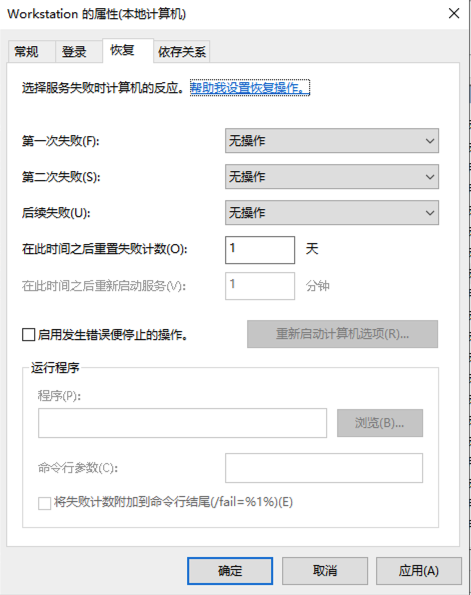 Workstation 的属性(本地计算机)
常规 登录 恢复 依存关系
选择服务失败时计算机的反应。帮助我设置恢复操作。
第一次失败(F): 无操作
第二次失败(S): 无操作
后续失败(U): 无操作
在此时间之后重置失败计数(O): 1 天
在此时间之后重新启动服务(V): 1 分钟
启用发生错误便停止的操作。 重新启动计算机选项(R)...
运行程序
程序(P):
浏览(B)...
命令行参数(C):
将失败计数附加到命令行结尾(/fail=%1%)(E)
确定 取消 应用(A)